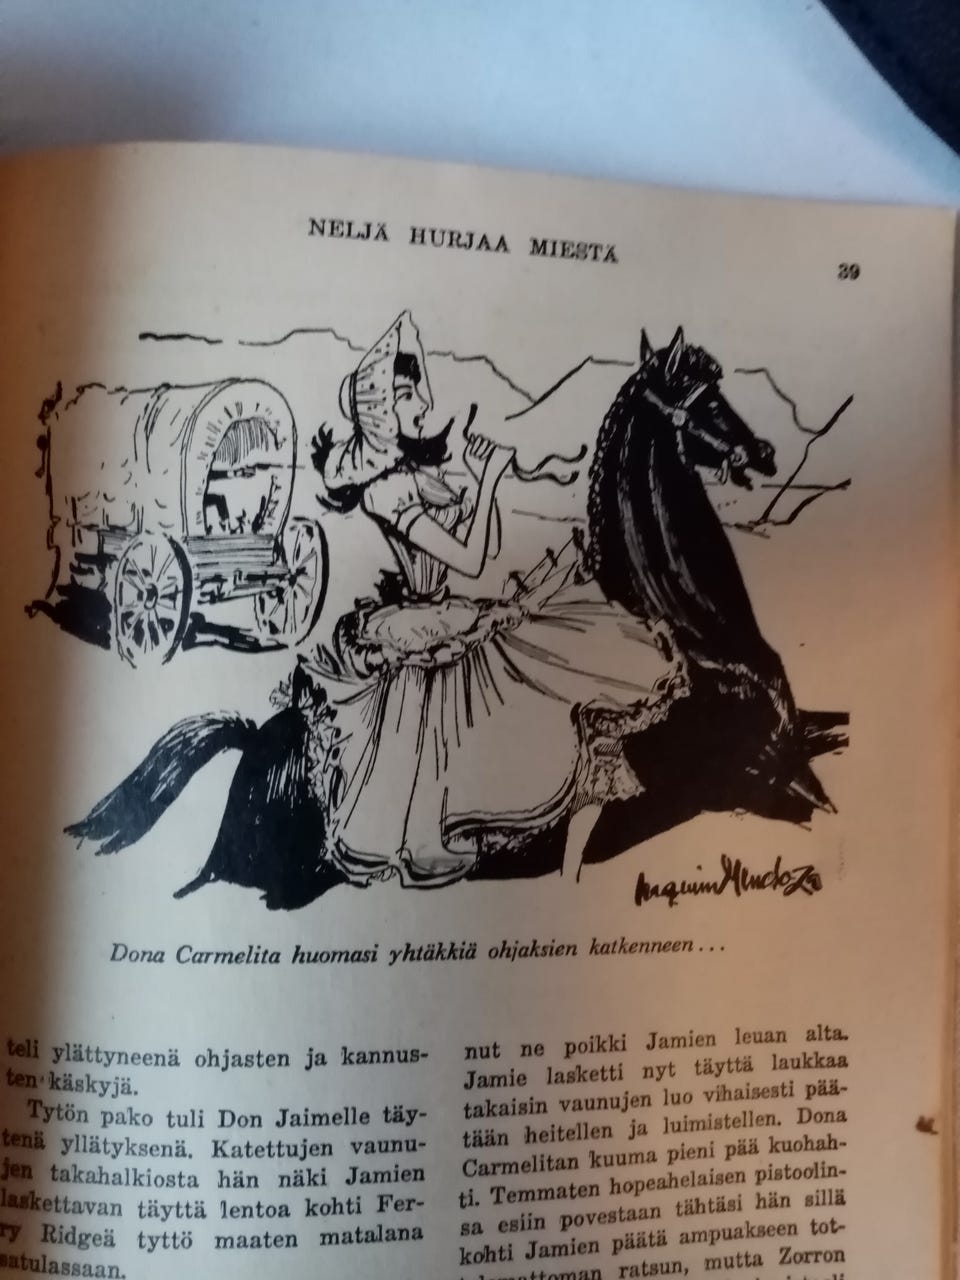 NELJÄ HURJAA MIESTÄ
39
Joaquim Mendoza
Dona Carmelita huomasi yhtäkkiä ohjaksien katkenneen...
teli ylättyneenä ohjasten ja kannus-
ten käskyjä.
Tytön pako tuli Don Jaimelle täy-
tenä yllätyksenä. Katettujen vaunu-
jen takahalkiosta hän näki Jamien
laskettavan täyttä lentoa kohti Fer-
ry Ridgeä tyttö maaten matalana
satulassaan.
nut ne poikki Jamien leuan alta.
Jamie lasketti nyt täyttä laukkaa
takaisin vaunujen luo vihaisesti pää-
tään heitellen ja luimistellen. Dona
Carmelitan kuuma pieni pää kuohah-
ti. Temmaten hopeahelaisen pistoolin-
sa esiin povestaan tähtäsi hän sillä
kohti Jamien päätä ampuakseen tot-
ratsun, mutta Zorron